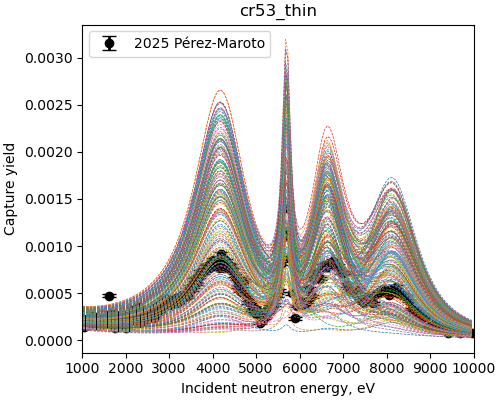 cr53_thin
2025 Pérez-Maroto
0.0030
0.0025
0.0020
0.0015
0.0010
0.0005
0.0000
Capture yield
1000 2000 3000 4000 5000 6000 7000 8000 9000 10000
Incident neutron energy, eV